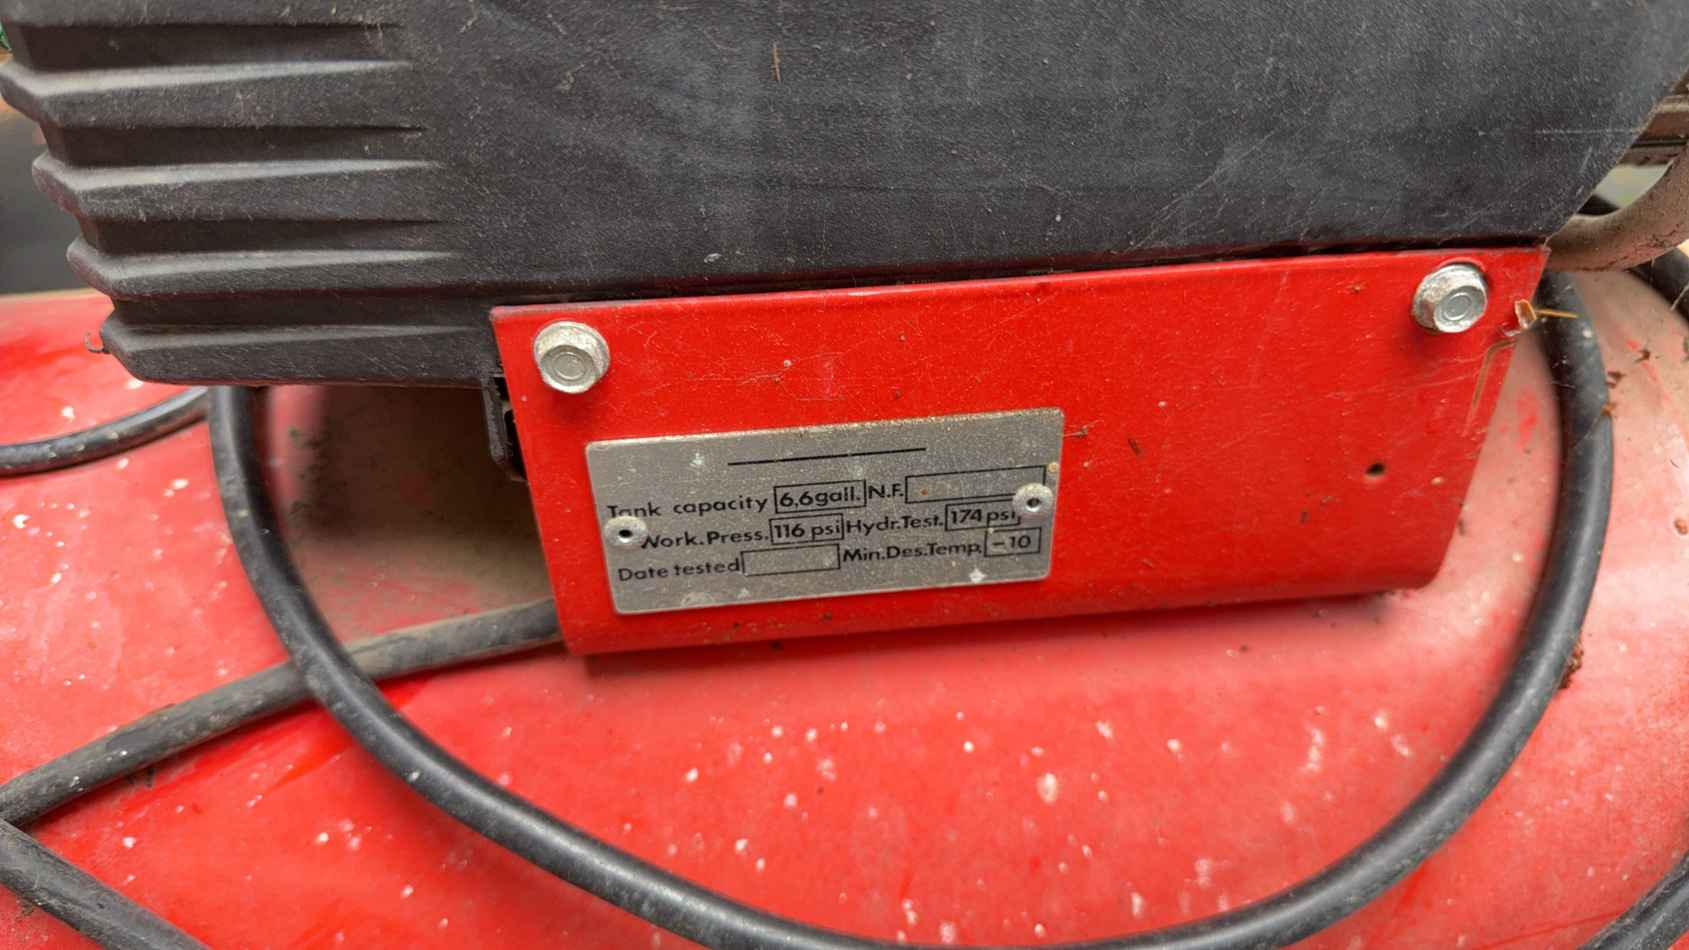 Tank capacity 6,6gall. N.F.
Work.Press. 116 psi Hydr.Test. 174 psi
Date tested Min.Des.Temp. -10